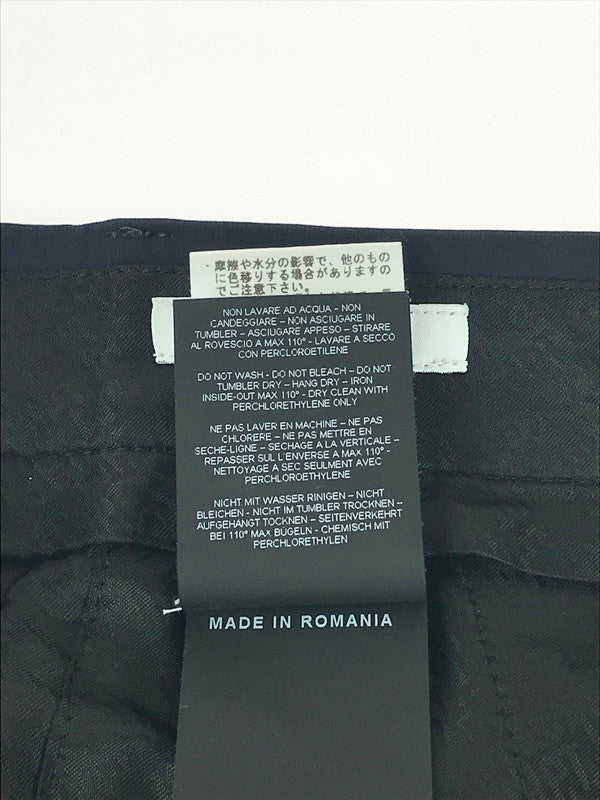 ・摩擦や水分の影響で、他のもの
に色移りする場合がありますの
でご注意下さい。
NON LAVARE AD ACQUA - NON
CANDEGGIARE – NON ASCIUGARE IN
TUMBLER – ASCIUGARE APPESO – STIRARE
AL ROVESCIO A MAX 110° - LAVARE A SECCO
CON PERCLOROETILENE
DO NOT WASH - DO NOT BLEACH – DO NOT
TUMBLER DRY – HANG DRY – IRON
INSIDE-OUT MAX 110° - DRY CLEAN WITH
PERCHLORETHYLENE ONLY
NE PAS LAVER EN MACHINE – NE PAS
CHLORERE – NE PAS METTRE EN
SECHE-LIGNE – SECHAGE A LA VERTICALE –
REPASSER SUL L'ENVERSE A MAX 110° -
NETTOYAGE A SEC SEULMENT AVEC
PERCHLOROETHYLENE
NICHT MIT WASSER RINIGEN – NICHT
BLEICHEN - NICHT IM TUMBLER TROCKNEN –
AUFGEHANGT TOCKNEN – SEITENVERKEHRT
BEI 110° MAX BÜGELN - CHEMISCH MIT
PERCHLORETHYLEN
MADE IN ROMANIA